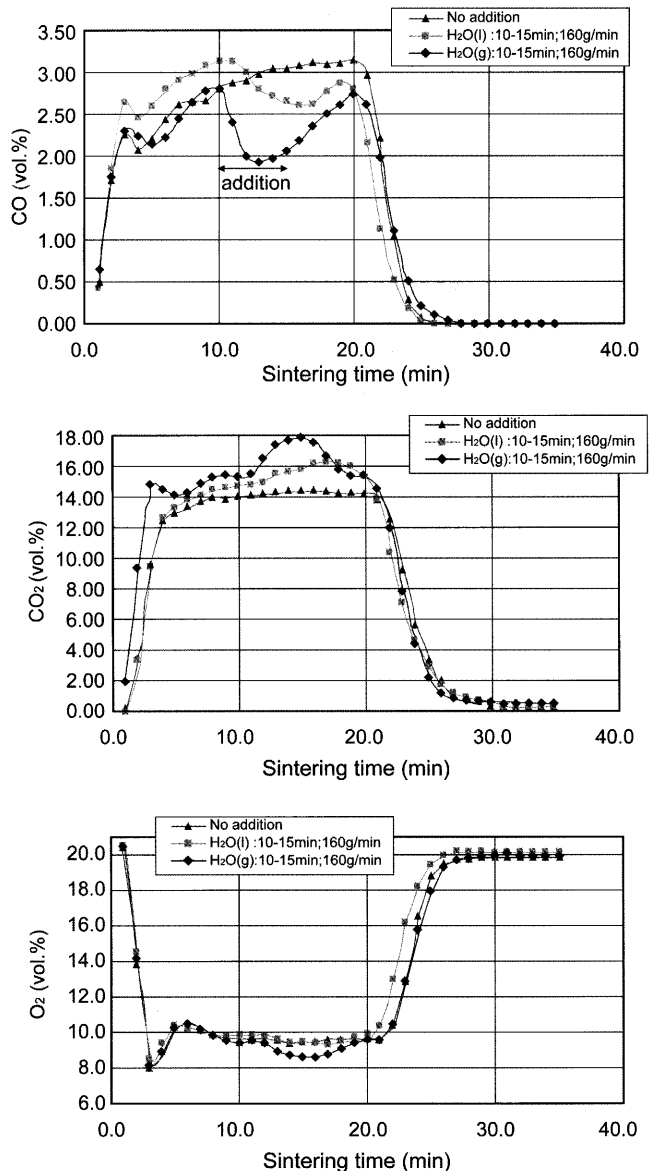 No addition
H2O(l) :10-15min;160g/min
H2O(g):10-15min;160g/min
CO (vol.%)
3.50
3.00
2.50
2.00
1.50
1.00
0.50
0.00
addition
0.0 10.0 20.0 30.0 40.0
Sintering time (min)
No addition
H2O(l) :10-15min;160g/min
H2O(g):10-15min;160g/min
CO2 (vol.%)
18.00
16.00
14.00
12.00
10.00
8.00
6.00
4.00
2.00
0.00
0.0 10.0 20.0 30.0 40.0
Sintering time (min)
No addition
H2O(l) :10-15min;160g/min
H2O(g):10-15min;160g/min
O2 (vol.%)
20.0
18.0
16.0
14.0
12.0
10.0
8.0
6.0
0.0 10.0 20.0 30.0 40.0
Sintering time (min)